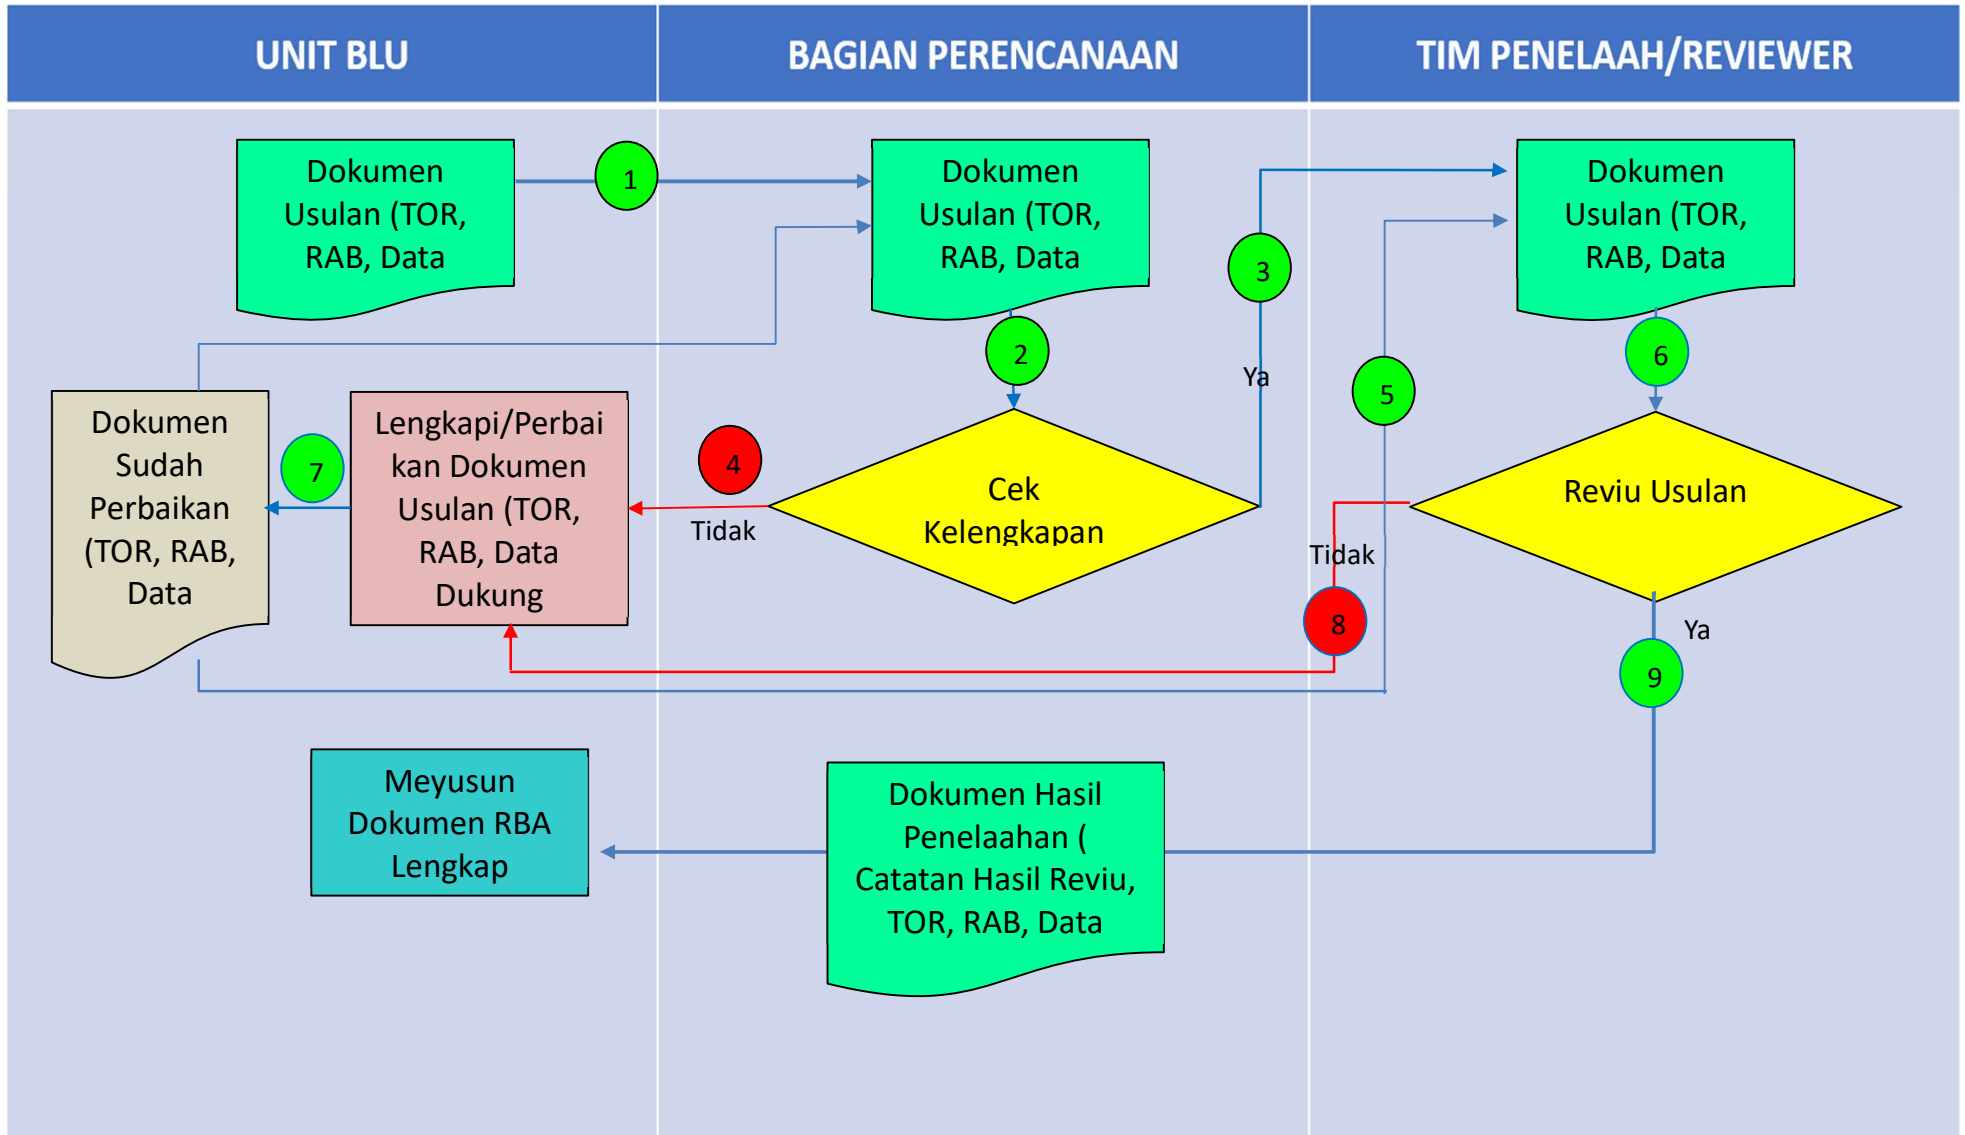 UNIT BLU
BAGIAN PERENCANAAN
TIM PENELAAH/REVIEWER
Dokumen
Usulan (TOR,
RAB, Data
1
Dokumen
Usulan (TOR,
RAB, Data
3
Dokumen
Usulan (TOR,
RAB, Data
2
Ya
5
6
Dokumen
Sudah
Perbaikan
(TOR, RAB,
Data
7
Lengkapi/Perbai
kan Dokumen
Usulan (TOR,
RAB, Data
Dukung
4
Tidak
Cek
Kelengkapan
Reviu Usulan
Tidak
8
Ya
9
Meyusun
Dokumen RBA
Lengkap
Dokumen Hasil
Penelaahan (
Catatan Hasil Reviu,
TOR, RAB, Data